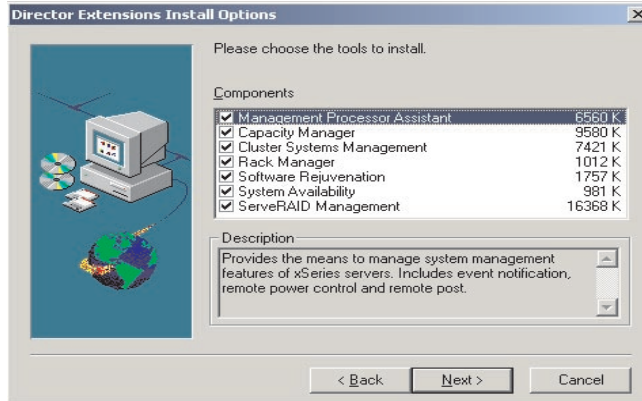 Director Extensions Install Options
Please choose the tools to install.
Components
Management Processor Assistant 6560 K
Capacity Manager 9580 K
Cluster Systems Management 7421 K
Rack Manager 1012 K
Software Rejuvenation 1757 K
System Availability 981 K
ServeRAID Management 16368 K
Description
Provides the means to manage system management
features of xSeries servers. Includes event notification,
remote power control and remote post.
< Back Next > Cancel